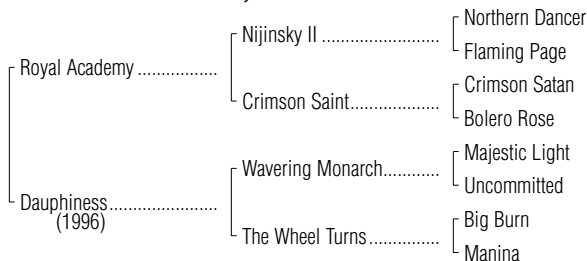 Northern Dancer
Nijinsky II ....................................
Flaming Page
Royal Academy .................
Crimson Satan
Crimson Saint....................
Bolero Rose
Majestic Light
Wavering Monarch............
Uncommitted
Dauphiness.......................
(1996)
Big Burn
The Wheel Turns...............
Manina